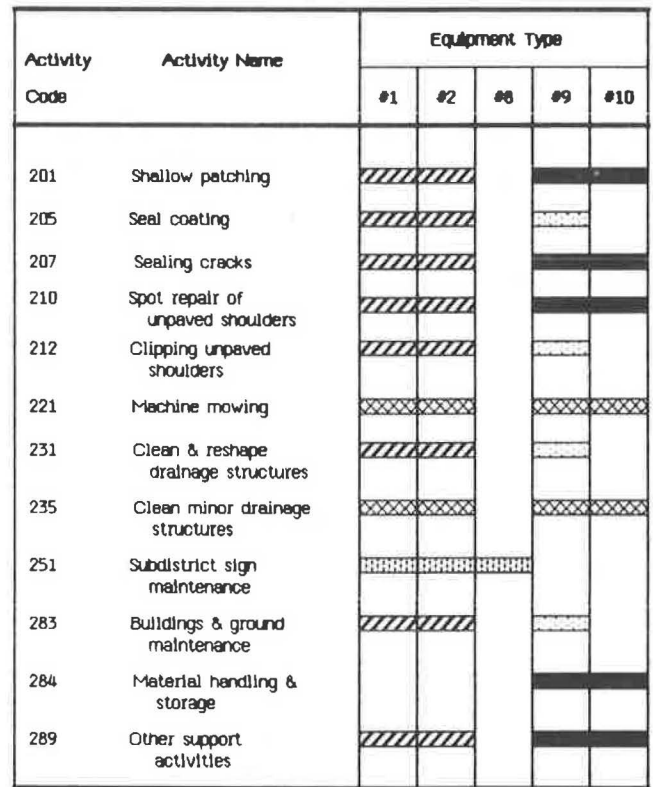 Equipment Type
Activity Activity Name
Code #1 #2 #8 #9 #10
201 Shallow patching
205 Seal coating
207 Sealing cracks
210 Spot repair of
unpaved shoulders
212 Clipping unpaved
shoulders
221 Machine mowing
231 Clean & reshape
drainage structures
235 Clean minor drainage
structures
251 Subdistrict sign
maintenance
283 Buildings & ground
maintenance
284 Material handling &
storage
289 Other support
activities